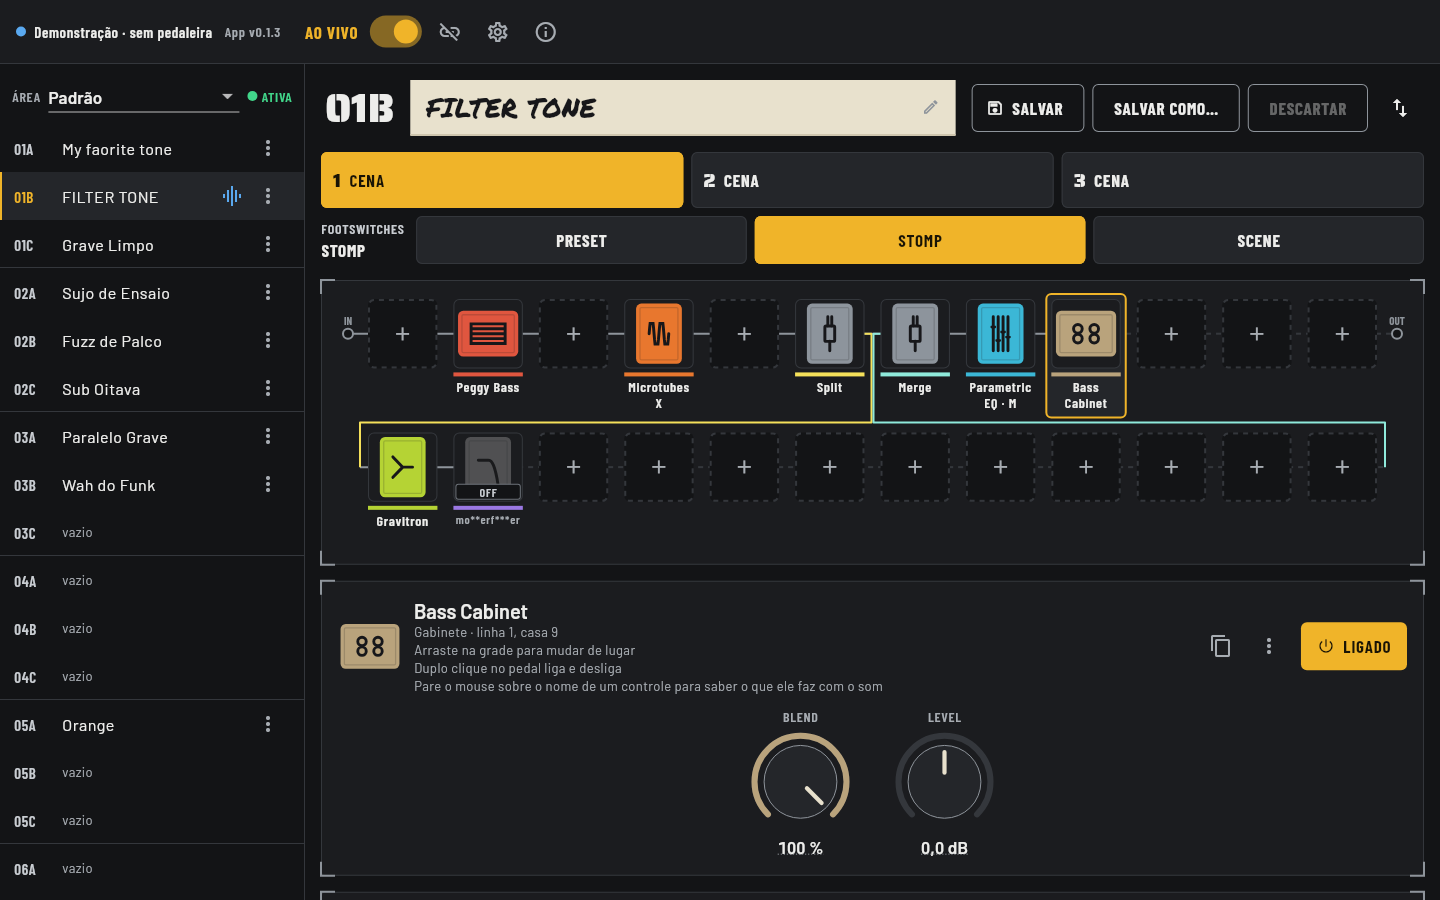 Demonstração · sem pedaleira App v0.1.3 AO VIVO
ÁREA Padrão ATIVA
01A My faorite tone
01B FILTER TONE
01C Grave Limpo
02A Sujo de Ensaio
02B Fuzz de Palco
02C Sub Oitava
03A Paralelo Grave
03B Wah do Funk
03C vazio
04A vazio
04B vazio
04C vazio
05A Orange
05B vazio
05C vazio
06A vazio
01B FILTER TONE SALVAR SALVAR COMO... DESCARTAR
1 CENA 2 CENA 3 CENA
FOOTSWITCHES
STOMP
PRESET STOMP SCENE
IN OUT
Peggy Bass
Microtubes
X
Split
Merge
Parametric
EQ · M
Bass
Cabinet
OFF
Gravitron mo**erf***er
Bass Cabinet
Gabinete · linha 1, casa 9
Arraste na grade para mudar de lugar
Duplo clique no pedal liga e desliga
Pare o mouse sobre o nome de um controle para saber o que ele faz com o som
LIGADO
BLEND LEVEL
100 % 0,0 dB